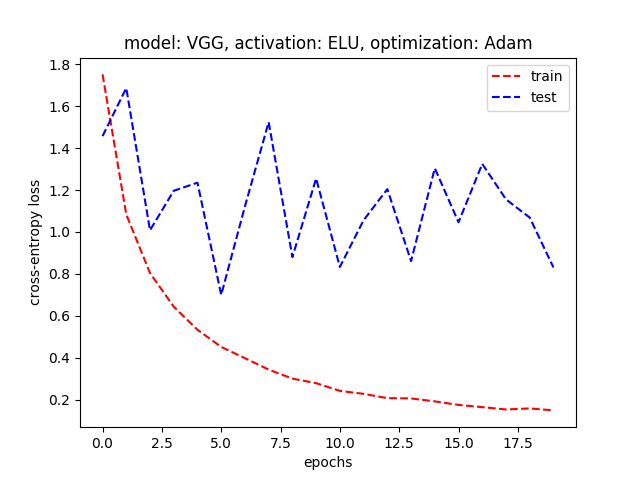 model: VGG, activation: ELU, optimization: Adam
train
test
cross-entropy loss
1.8
1.6
1.4
1.2
1.0
0.8
0.6
0.4
0.2
0.0 2.5 5.0 7.5 10.0 12.5 15.0 17.5
epochs